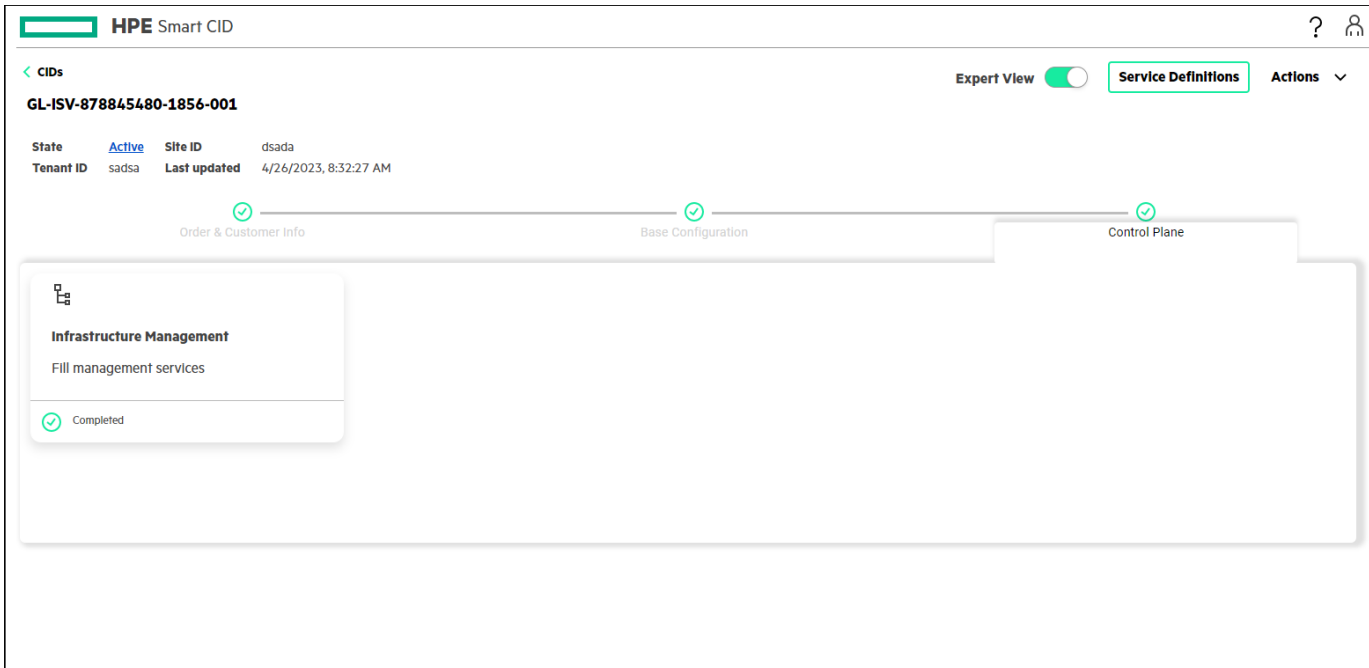 HPE Smart CID
?
< CIDs
Expert View
Service Definitions
Actions
GL-ISV-878845480-1856-001
State Active Site ID dsada
Tenant ID sadsa Last updated 4/26/2023, 8:32:27 AM
Order & Customer Info
Base Configuration
Control Plane
Infrastructure Management
Fill management services
Completed